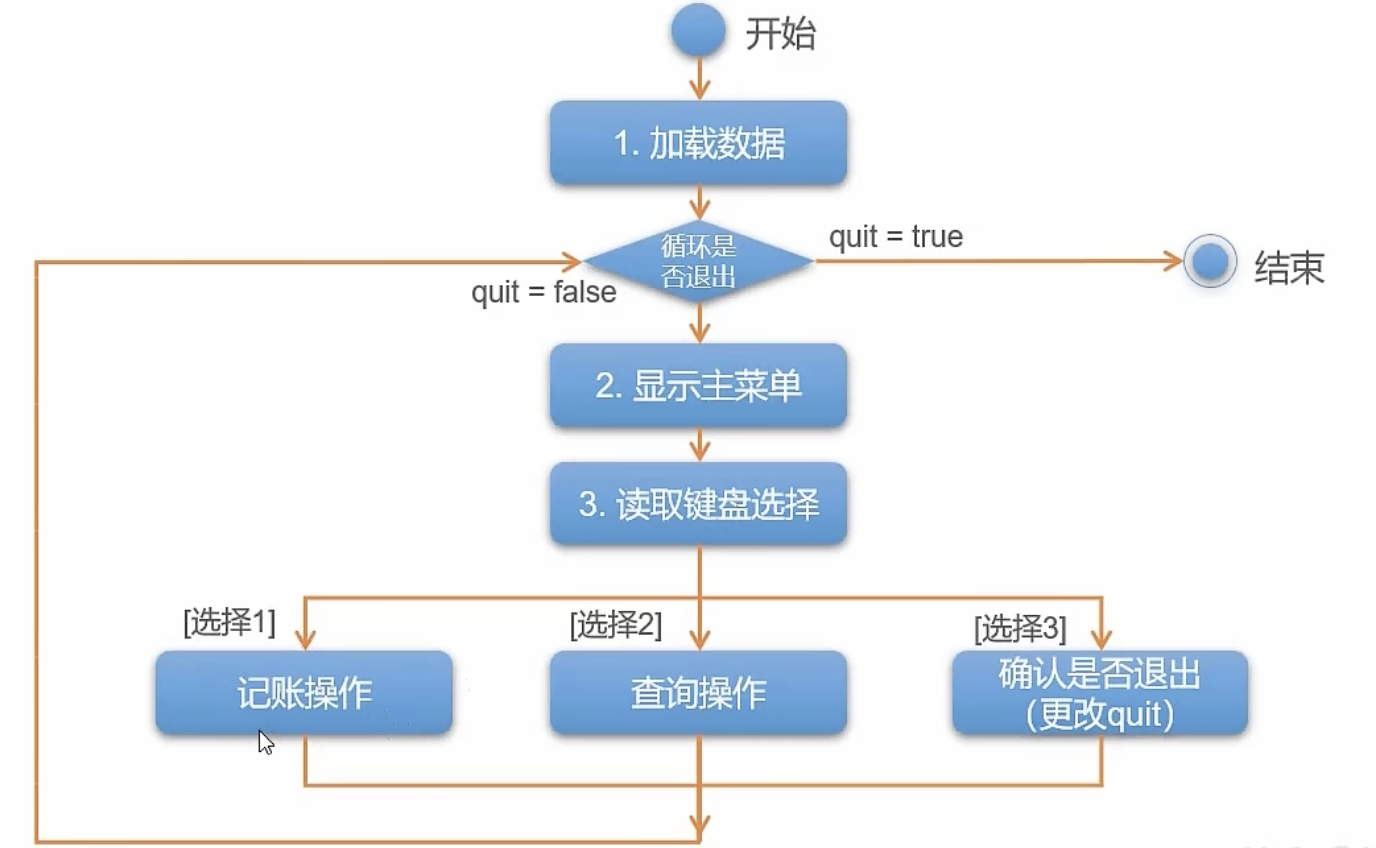 开始
1. 加载数据
循环是
否退出
quit = true
结束
quit = false
2. 显示主菜单
3. 读取键盘选择
[选择1]
[选择2]
[选择3]
记账操作
查询操作
确认是否退出
（更改quit）